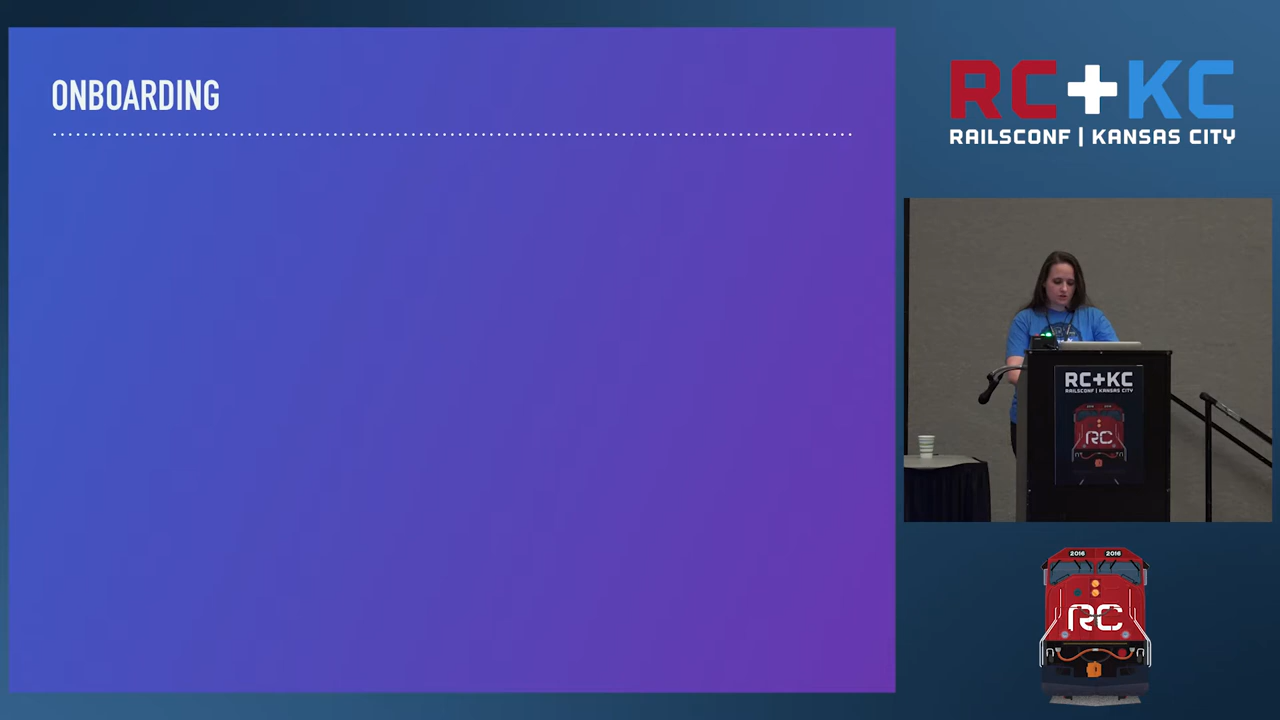 ONBOARDING
RC+KC
RAILSCONF | KANSAS CITY
RC+KC
RAILSCONF | KANSAS CITY
RC
2016 2016
RC